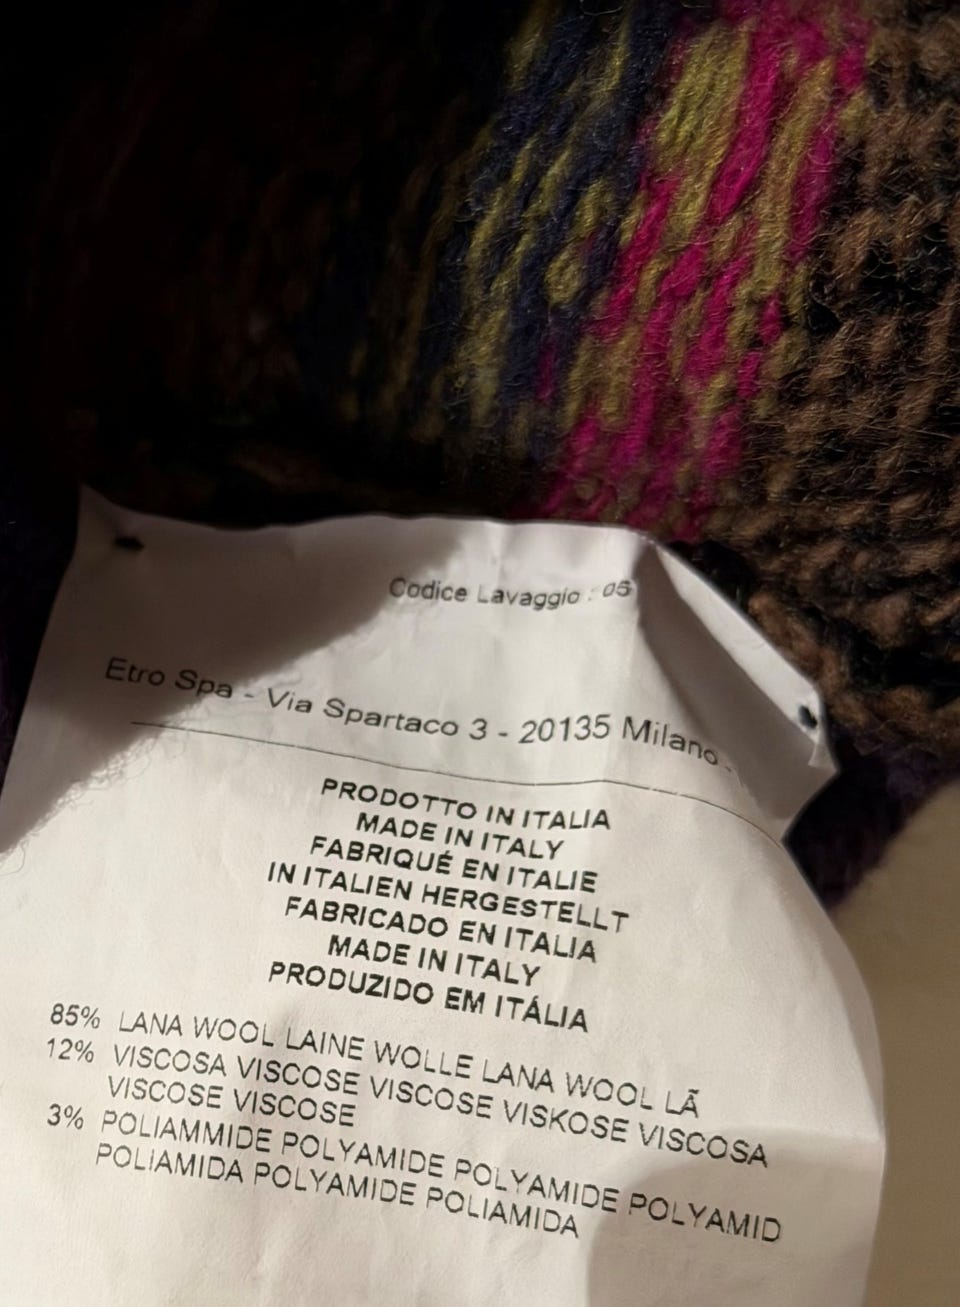 Codice Lavaggio : 05
Etro Spa - Via Spartaco 3 - 20135 Milano -
PRODOTTO IN ITALIA
MADE IN ITALY
FABRIQUÉ EN ITALIE
IN ITALIEN HERGESTELLT
FABRICADO EN ITALIA
MADE IN ITALY
PRODUZIDO EM ITÁLIA
85% LANA WOOL LAINE WOLLE LANA WOOL LÃ
12% VISCOSA VISCOSE VISCOSE VISKOSE VISCOSA
VISCOSE VISCOSE
3% POLIAMMIDE POLYAMIDE POLYAMIDE POLYAMID
POLIAMIDA POLYAMIDE POLIAMIDA